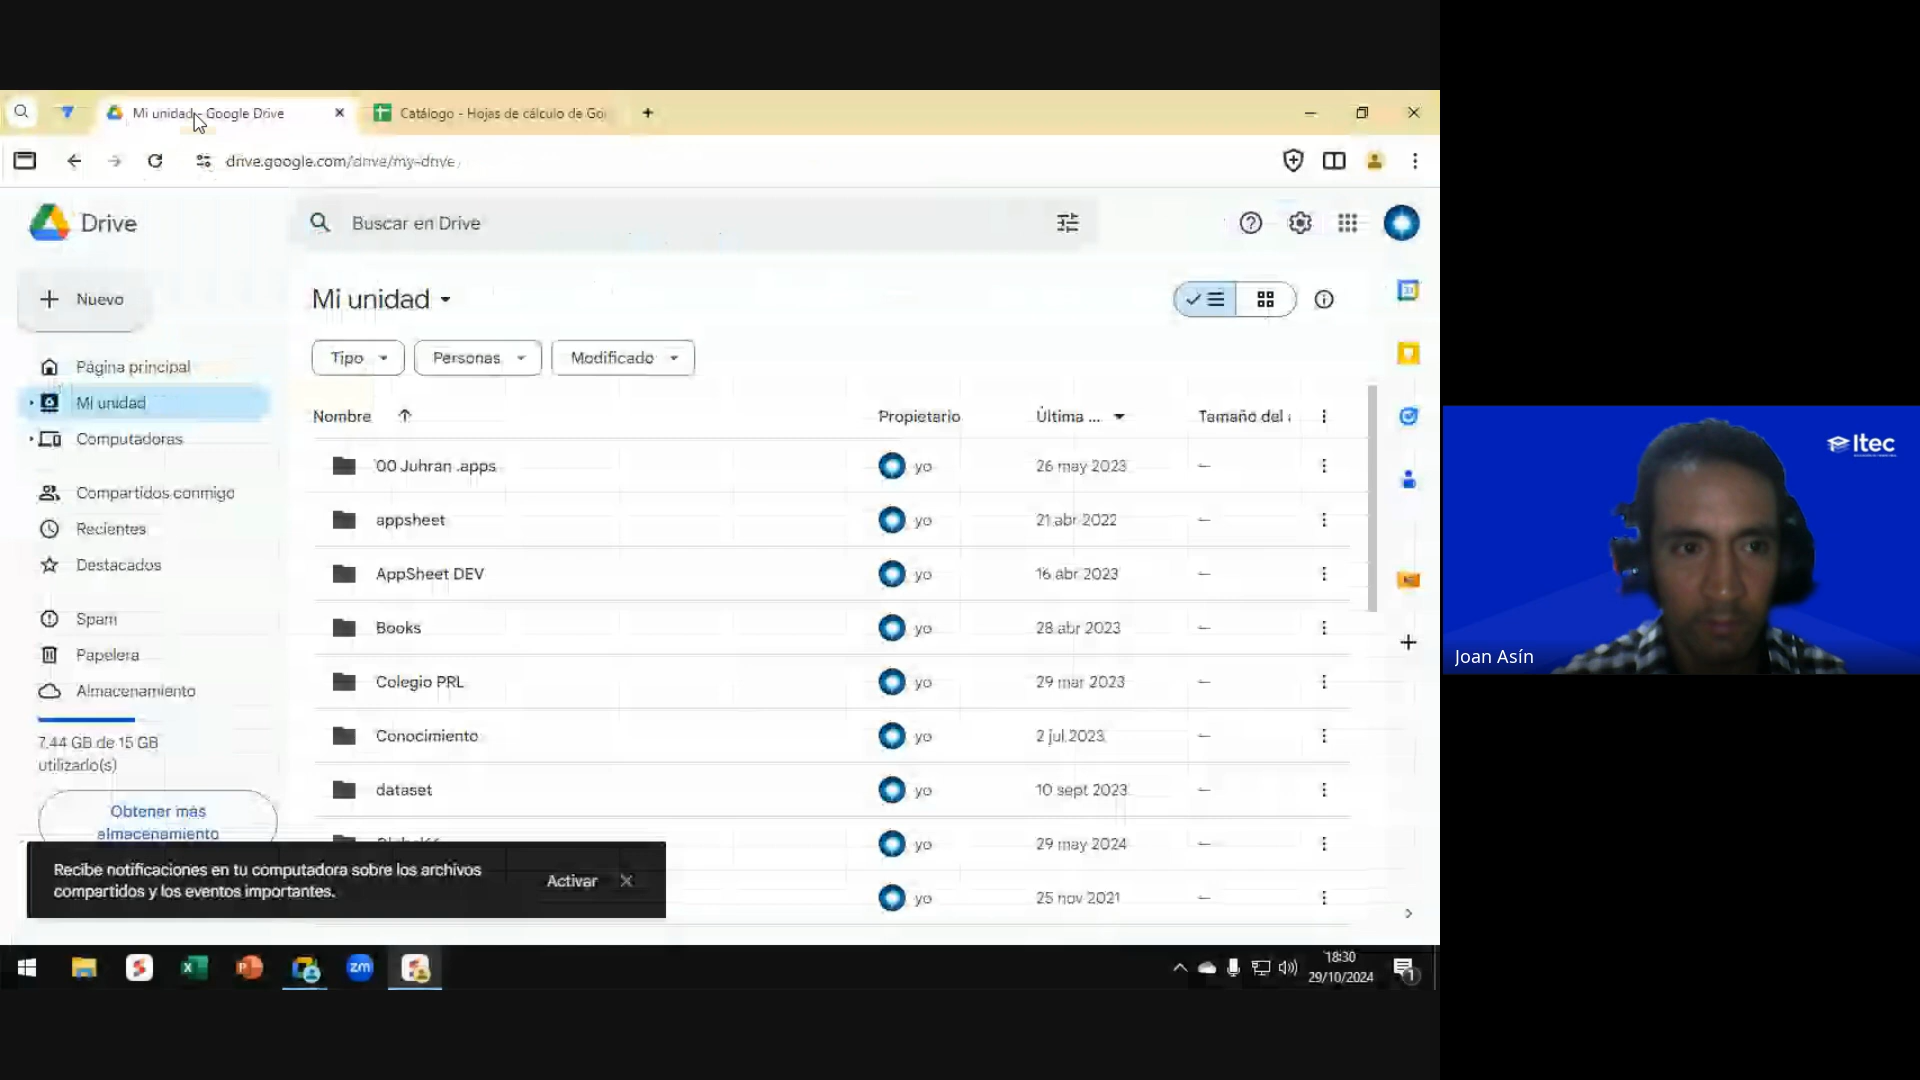 Mi unidad - Google Drive
Catálogo - Hojas de cálculo de Goo
drive.google.com/drive/my-drive
Drive
Buscar en Drive
Nuevo
Mi unidad
Tipo
Personas
Modificado
Página principal
Mi unidad
Computadoras
Compartidos conmigo
Recientes
Destacados
Spam
Papelera
Almacenamiento
7.44 GB de 15 GB
utilizado(s)
Obtener más
almacenamiento
Nombre
Propietario
Última ...
Tamaño del
00 Juhran .apps
yo
26 may 2023
—
appsheet
yo
21 abr 2022
—
AppSheet DEV
yo
16 abr 2023
—
Books
yo
28 abr 2023
—
Colegio PRL
yo
29 mar 2023
—
Conocimiento
yo
2 jul 2023
—
dataset
yo
10 sept 2023
—
yo
29 may 2024
—
yo
25 nov 2021
—
Recibe notificaciones en tu computadora sobre los archivos
compartidos y los eventos importantes.
Activar
zm
18:30
29/10/2024
1
Itec
Joan Asín